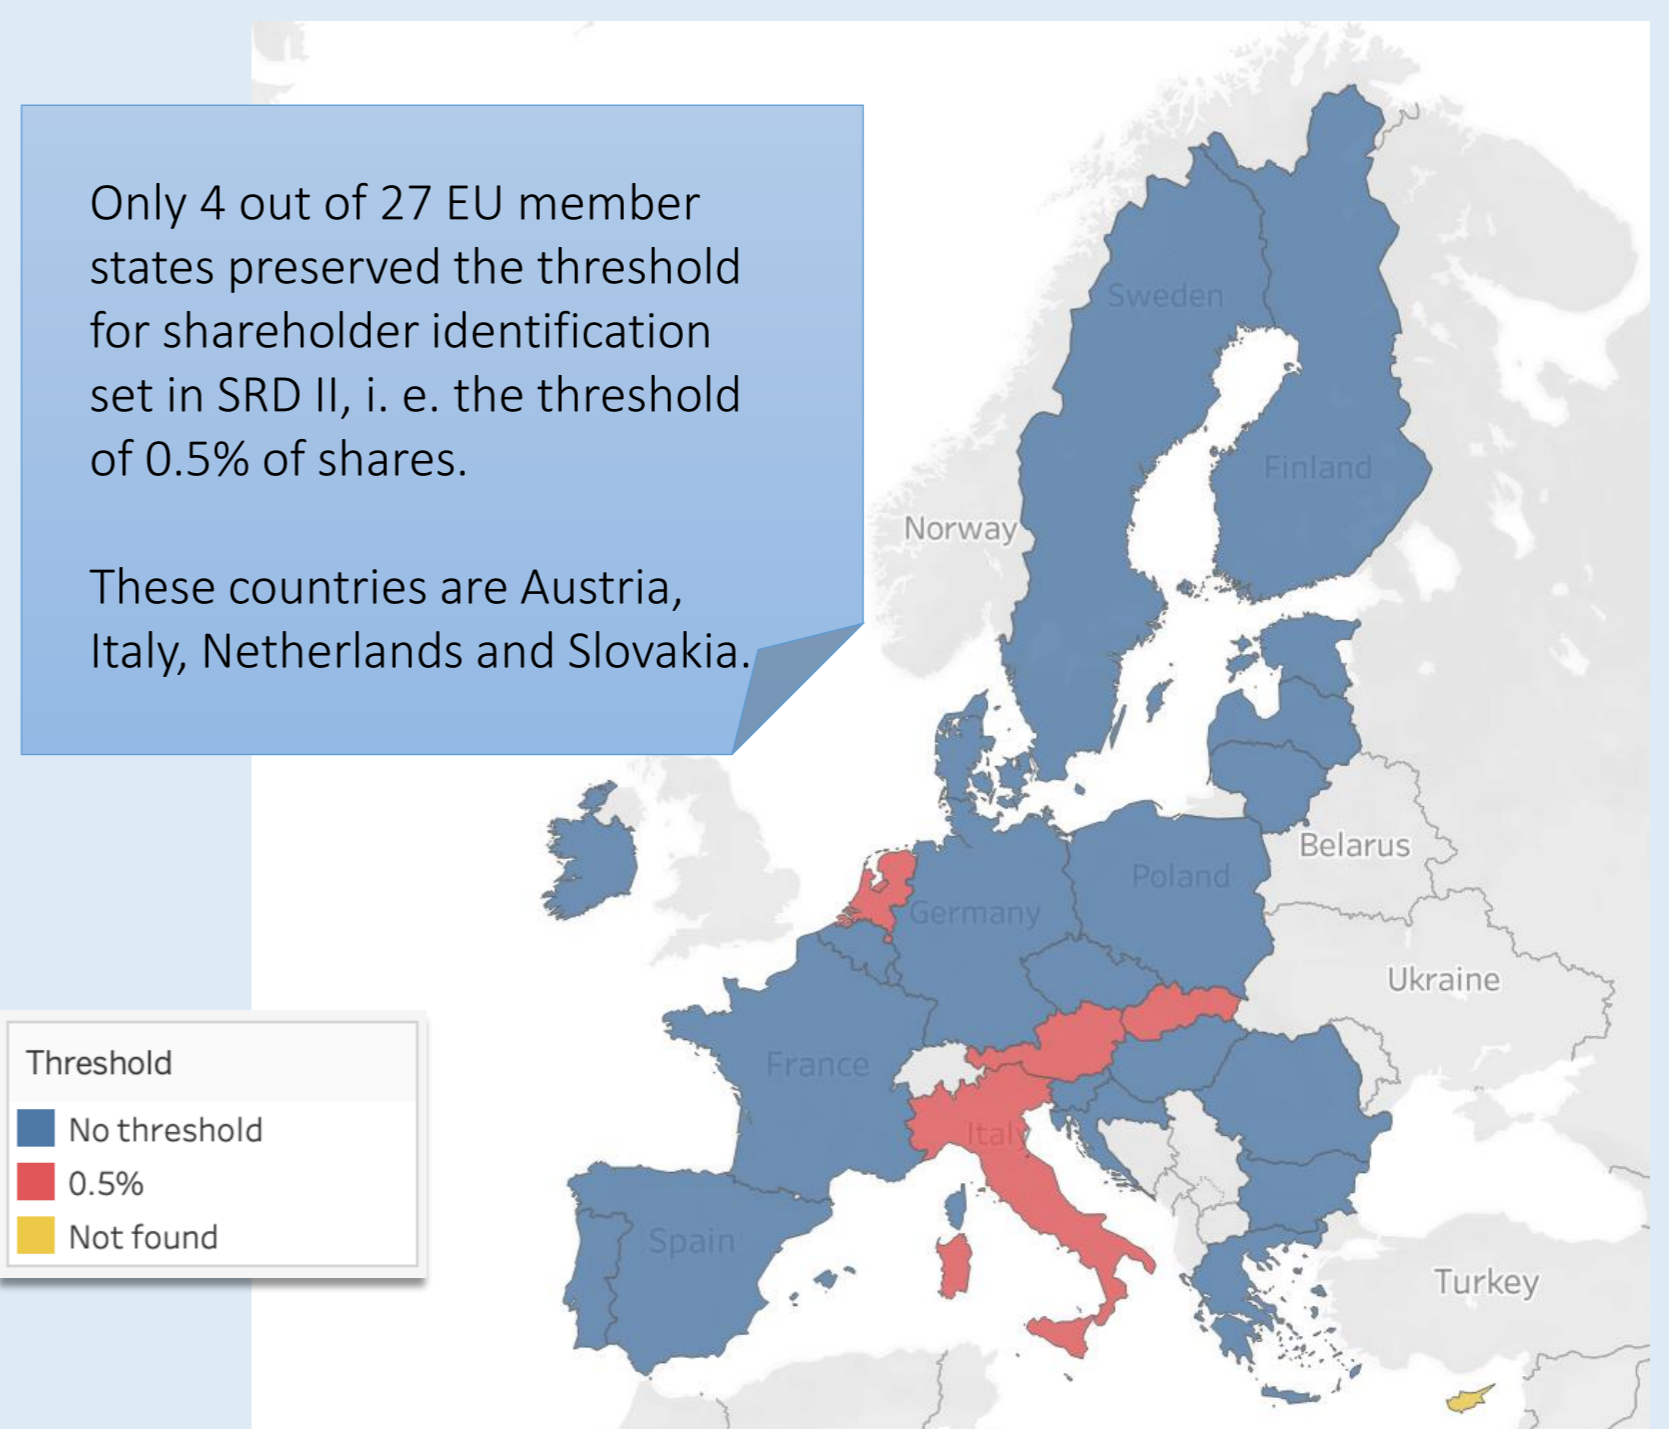 Only 4 out of 27 EU member
states preserved the threshold
for shareholder identification
set in SRD II, i. e. the threshold
of 0.5% of shares.
These countries are Austria,
Italy, Netherlands and Slovakia.
Sweden
Finland
Norway
Belarus
Poland
Germany
Ukraine
France
Italy
Spain
Turkey
Threshold
No threshold
0.5%
Not found